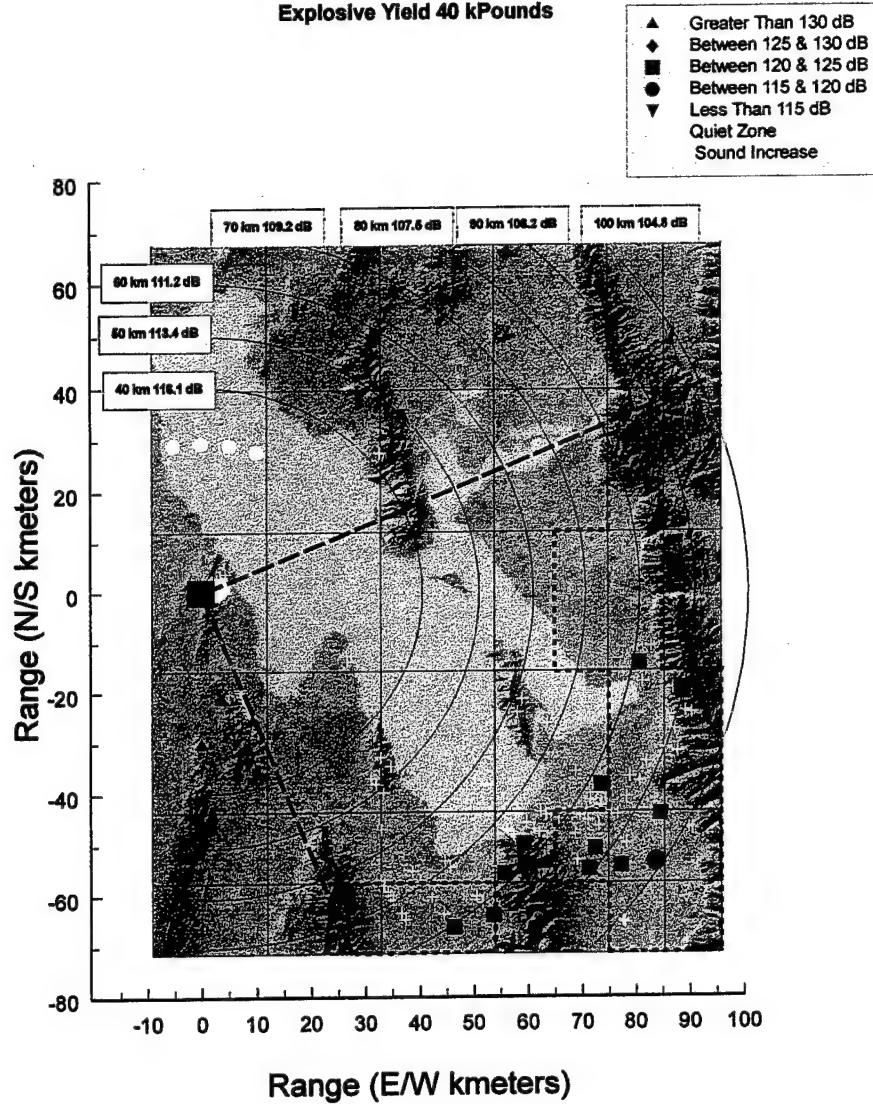 Explosive Yield 40 kPounds
Greater Than 130 dB
Between 125 & 130 dB
Between 120 & 125 dB
Between 115 & 120 dB
Less Than 115 dB
Quiet Zone
Sound Increase
80
70 km 109.2 dB
80 km 107.6 dB
90 km 106.2 dB
100 km 104.8 dB
60
60 km 111.2 dB
50 km 113.4 dB
40
40 km 116.1 dB
20
0
-20
-40
-60
-80
Range (N/S kmeters)
-10 0 10 20 30 40 50 60 70 80 90 100
Range (E/W kmeters)